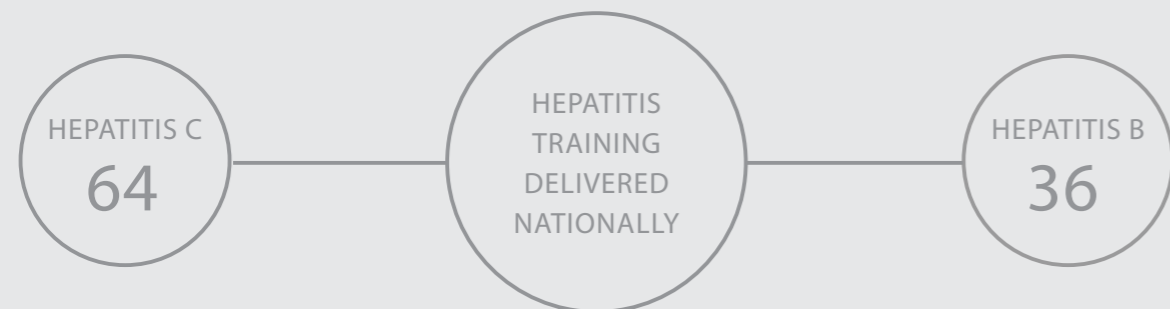 HEPATITIS C
64
HEPATITIS
TRAINING
DELIVERED
NATIONALLY
HEPATITIS B
36